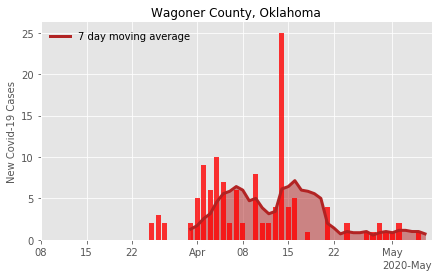 Wagoner County, Oklahoma
7 day moving average
New Covid-19 Cases
25
20
15
10
5
0
08 15 22 Apr 08 15 22 May
2020-May